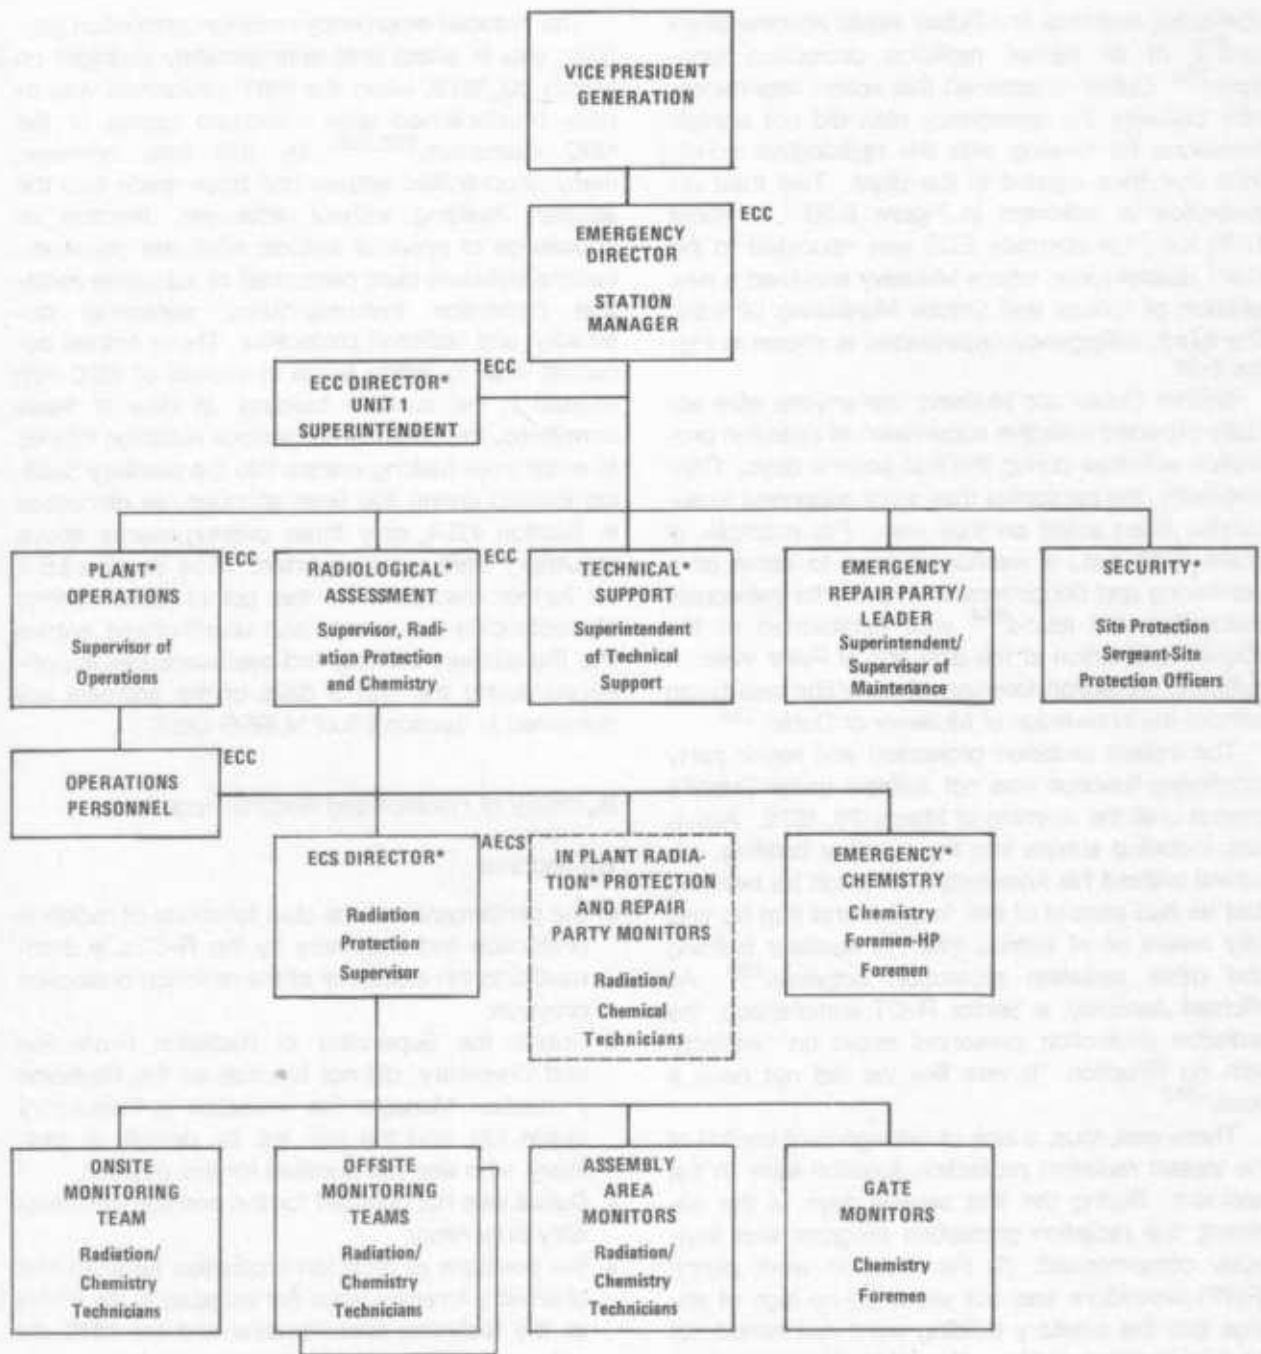 VICE PRESIDENT
GENERATION
ECC
EMERGENCY
DIRECTOR
STATION
MANAGER
ECC
ECC DIRECTOR*
UNIT 1
SUPERINTENDENT
ECC
PLANT*
OPERATIONS
Supervisor of
Operations
ECC
RADIOLOGICAL*
ASSESSMENT
Supervisor, Radi-
ation Protection
and Chemistry
TECHNICAL*
SUPPORT
Superintendent
of Technical
Support
EMERGENCY
REPAIR PARTY/
LEADER
Superintendent/
Supervisor of
Maintenance
SECURITY*
Site Protection
Sergeant-Site
Protection Officers
ECC
OPERATIONS
PERSONNEL
AECS
ECS DIRECTOR*
Radiation
Protection
Supervisor
IN PLANT RADIA-
TION* PROTECTION
AND REPAIR
PARTY MONITORS
Radiation/
Chemical
Technicians
EMERGENCY*
CHEMISTRY
Chemistry
Foremen-HP
Foremen
ONSITE
MONITORING
TEAM
Radiation/
Chemistry
Technicians
OFFSITE
MONITORING
TEAMS
Radiation/
Chemistry
Technicians
ASSEMBLY
AREA
MONITORS
Radiation/
Chemistry
Technicians
GATE
MONITORS
Chemistry
Foremen